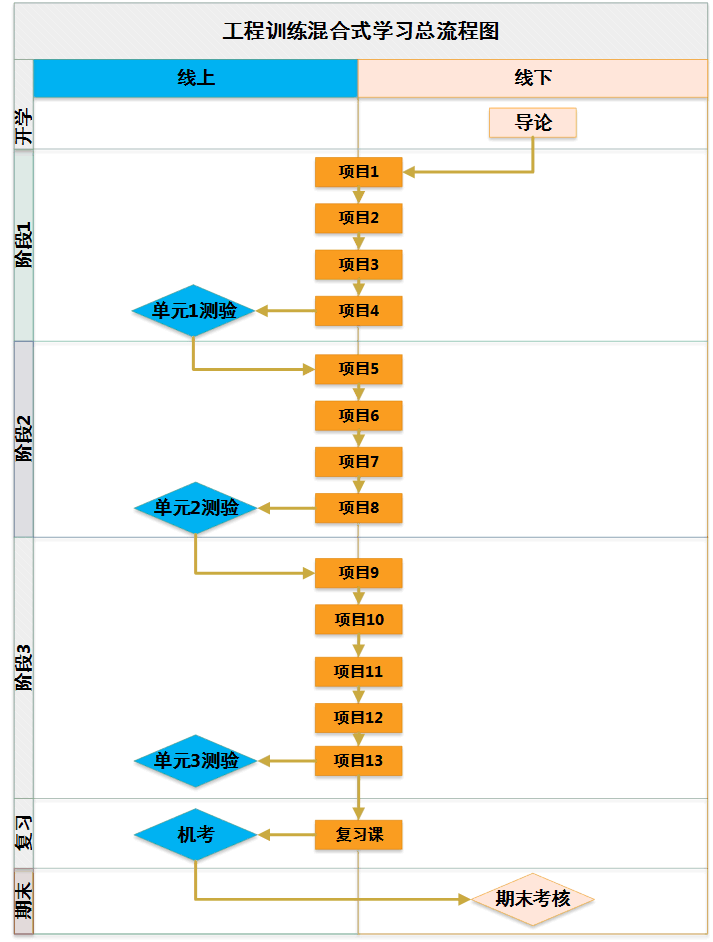 工程训练混合式学习总流程图
线上
线下
开学
导论
阶段1
项目1
项目2
项目3
单元1测验
项目4
阶段2
项目5
项目6
项目7
单元2测验
项目8
阶段3
项目9
项目10
项目11
项目12
单元3测验
项目13
复习
机考
复习课
期末
期末考核